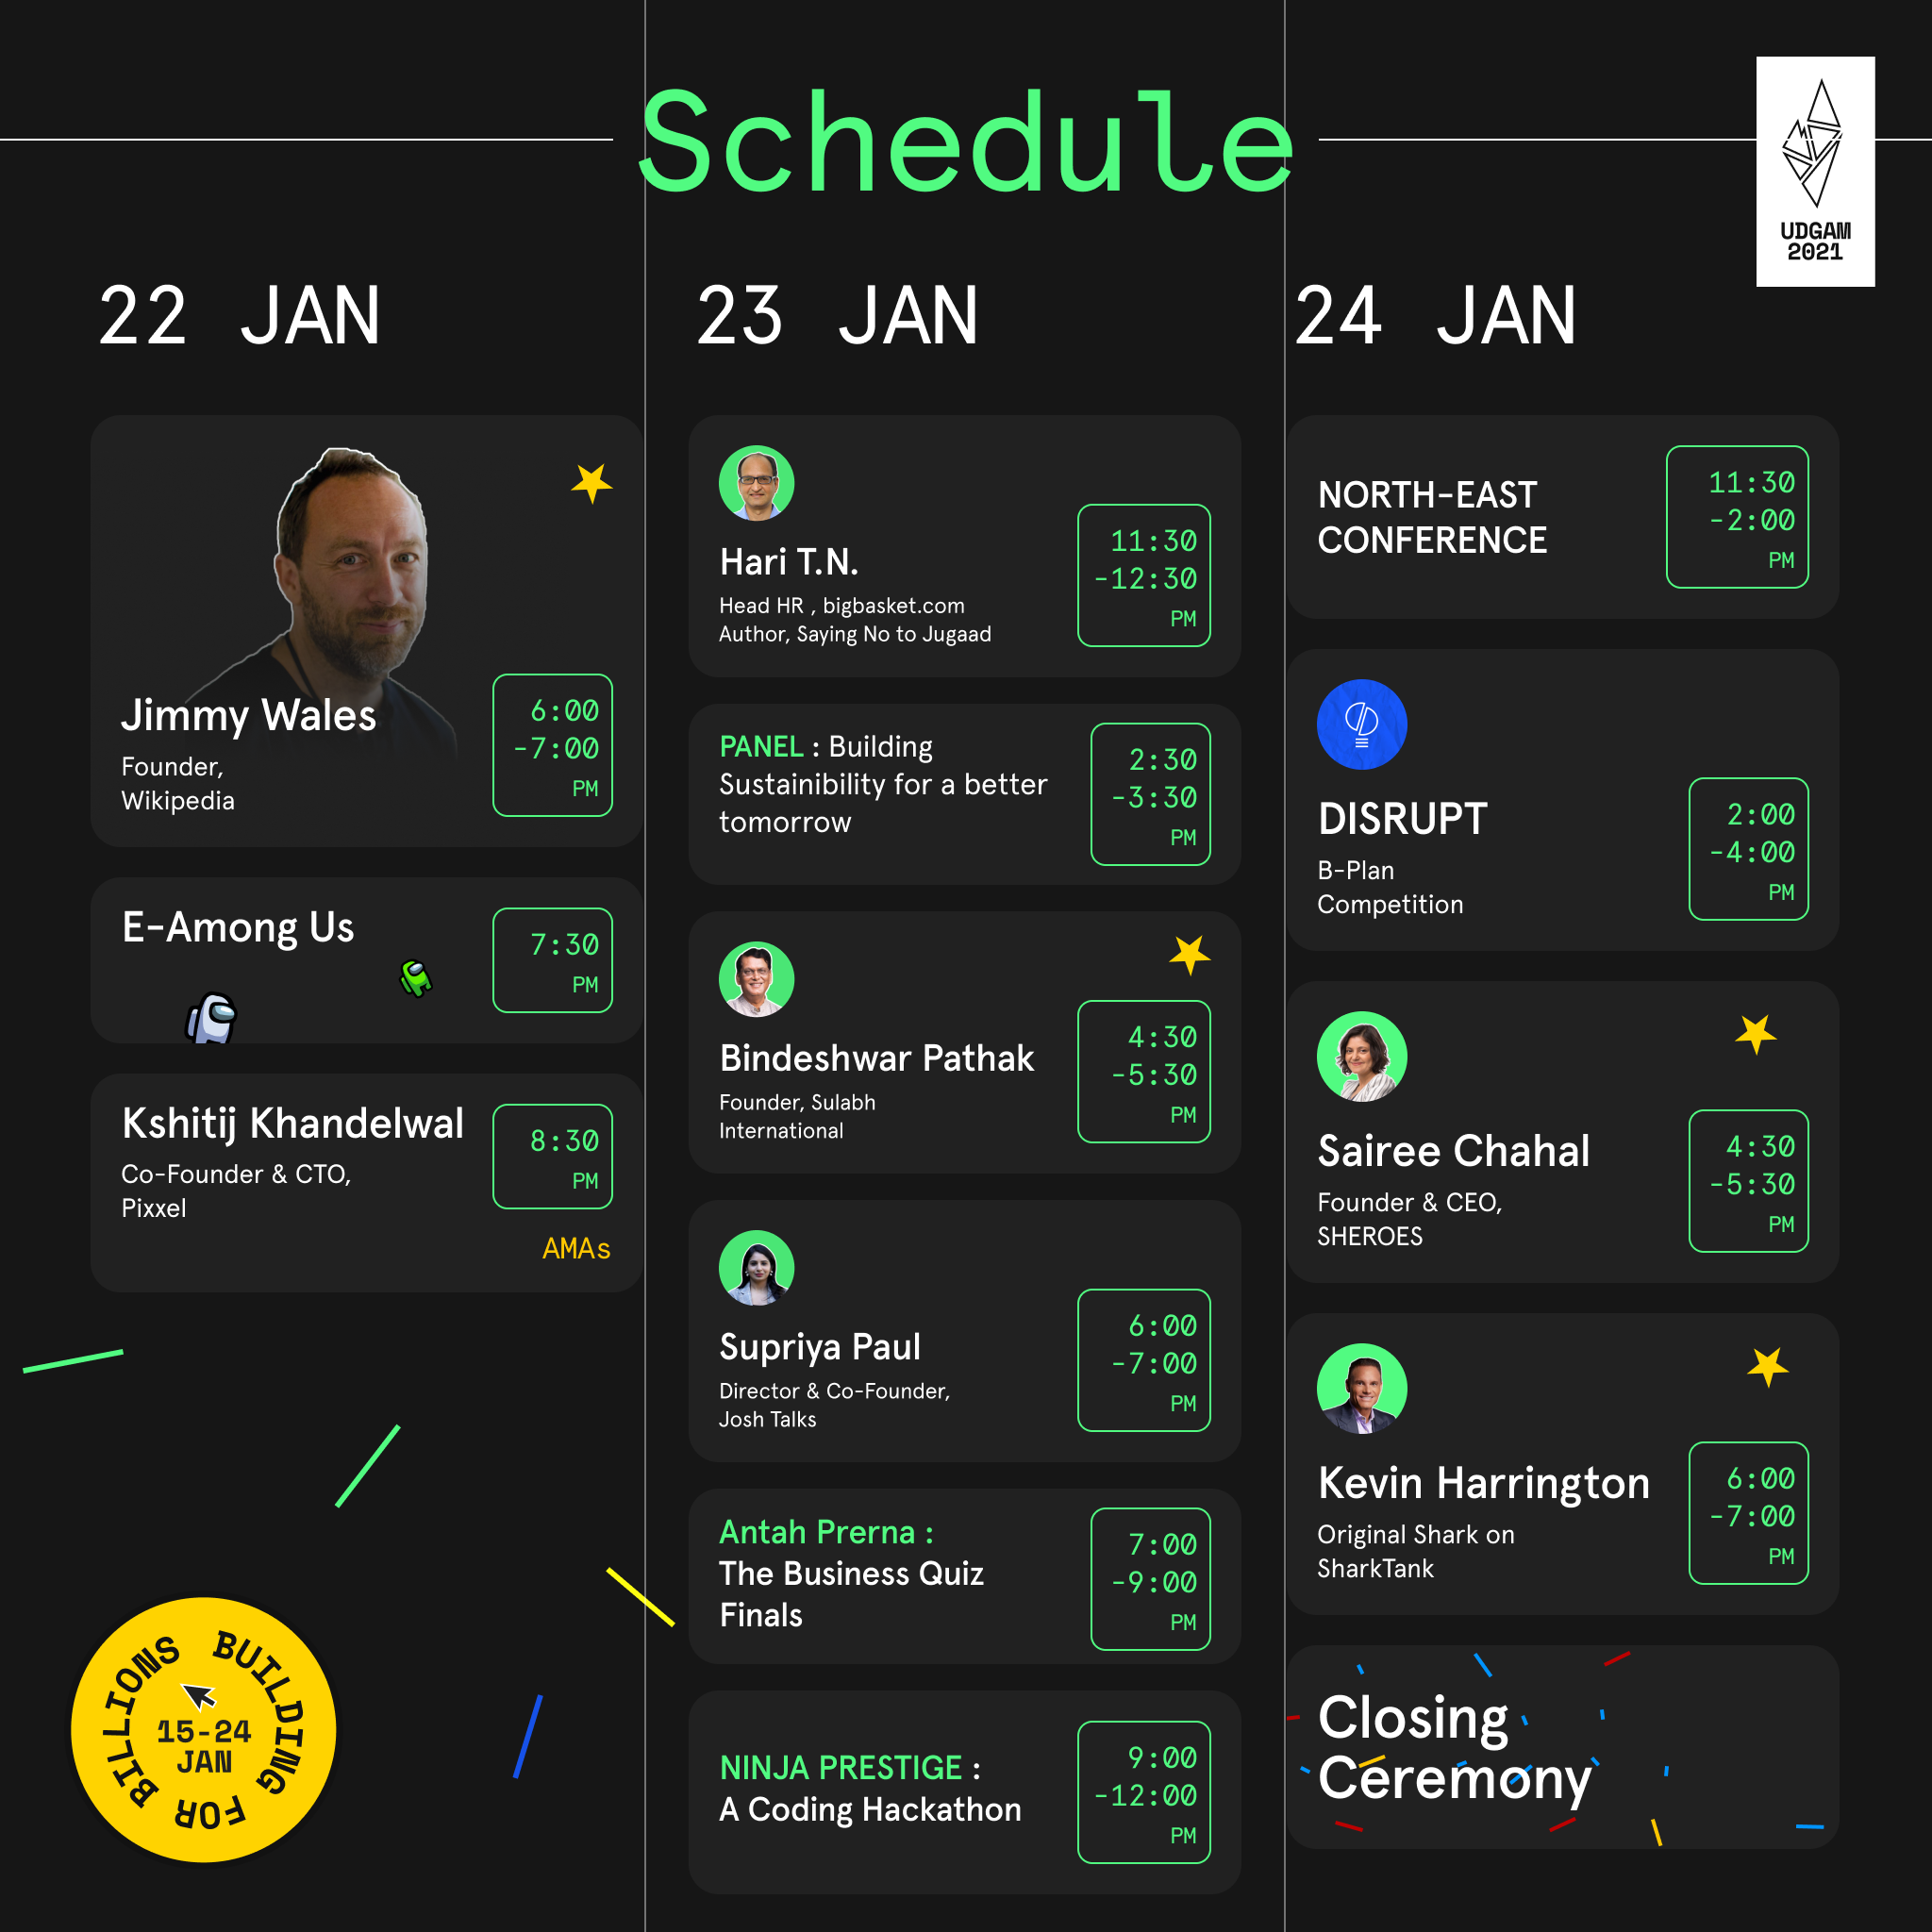 Schedule
UDGAM
2021
22 JAN
Jimmy Wales
Founder,
Wikipedia
6:00
-7:00
PM
E-Among Us
7:30
PM
Kshitij Khandelwal
Co-Founder & CTO,
Pixxel
8:30
PM
AMAs
BUILDING FOR BILLIONS
15-24
JAN
23 JAN
Hari T.N.
Head HR , bigbasket.com
Author, Saying No to Jugaad
11:30
-12:30
PM
PANEL : Building
Sustainibility for a better
tomorrow
2:30
-3:30
PM
Bindeshwar Pathak
Founder, Sulabh
International
4:30
-5:30
PM
Supriya Paul
Director & Co-Founder,
Josh Talks
6:00
-7:00
PM
Antah Prerna :
The Business Quiz
Finals
7:00
-9:00
PM
NINJA PRESTIGE :
A Coding Hackathon
9:00
-12:00
PM
24 JAN
NORTH-EAST
CONFERENCE
11:30
-2:00
PM
DISRUPT
B-Plan
Competition
2:00
-4:00
PM
Sairee Chahal
Founder & CEO,
SHEROES
4:30
-5:30
PM
Kevin Harrington
Original Shark on
SharkTank
6:00
-7:00
PM
Closing
Ceremony